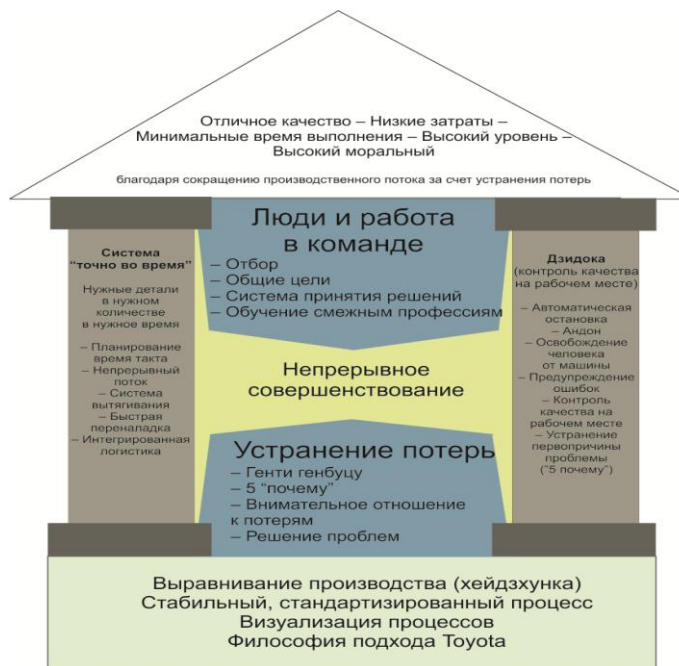 Отличное качество – Низкие затраты –
Минимальные время выполнения – Высокий уровень –
Высокий моральный
благодаря сокращению производственного потока за счет устранения потерь
Система
"точно во время"
Нужные детали
в нужном
количестве
в нужное время
– Планирование
время такта
– Непрерывный
поток
– Система
вытягивания
– Быстрая
переналадка
– Интегрированная
логистика
Люди и работа
в команде
– Отбор
– Общие цели
– Система принятия решений
– Обучение смежным профессиям
Непрерывное
совершенствование
Устранение потерь
– Генти генбуцу
– 5 "почему"
– Внимательное отношение
к потерям
– Решение проблем
Дзидока
(контроль качества
на рабочем месте)
– Автоматическая
остановка
– Андон
– Освобождение
человека
от машины
– Предупреждение
ошибок
– Контроль
качества на
рабочем месте
– Устранение
первопричины
проблемы
("5 почему")
Выравнивание производства (хейдзхунка)
Стабильный, стандартизированный процесс
Визуализация процессов
Философия подхода Toyota